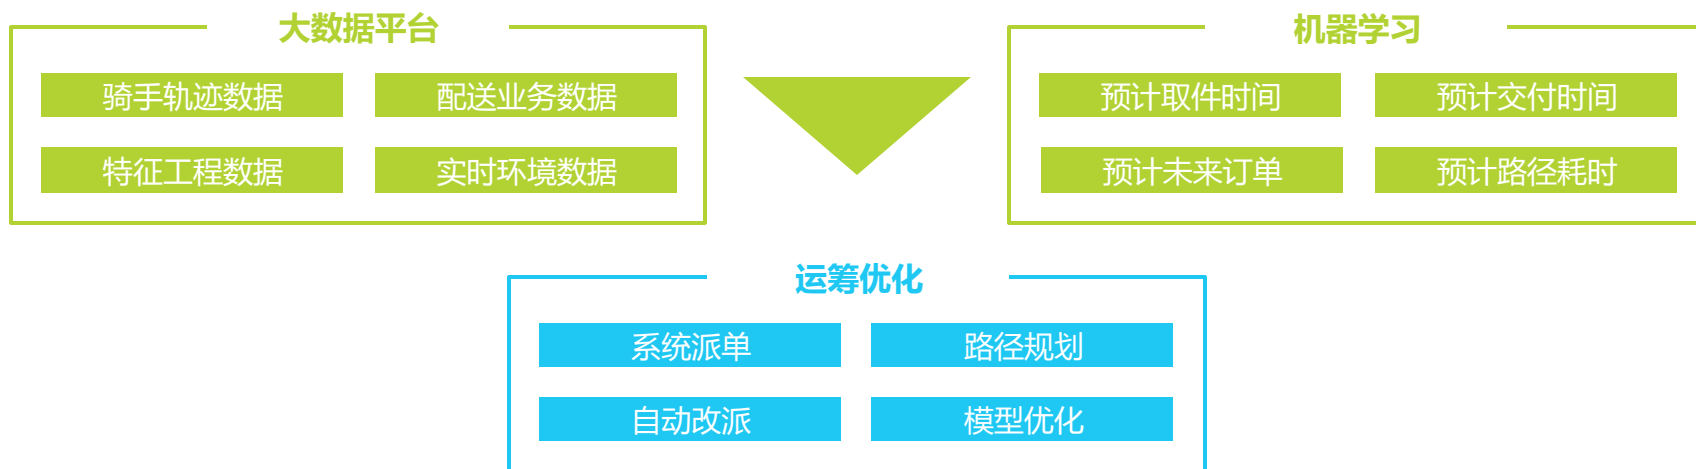 大数据平台
骑手轨迹数据
配送业务数据
特征工程数据
实时环境数据
机器学习
预计取件时间
预计交付时间
预计未来订单
预计路径耗时
运筹优化
系统派单
路径规划
自动改派
模型优化